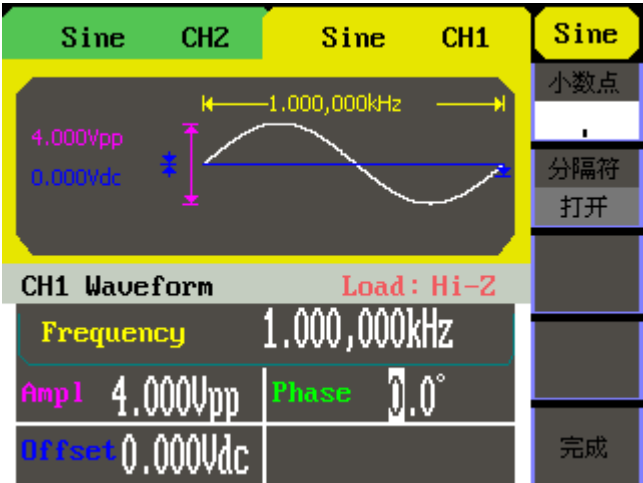 Sine CH2 Sine CH1 Sine
小数点
.
1.000,000kHz
4.000Vpp
0.000Vdc
分隔符
打开
CH1 Waveform Load: Hi-Z
Frequency 1.000,000kHz
Ampl 4.000Vpp Phase 0.0°
Offset 0.000Vdc
完成